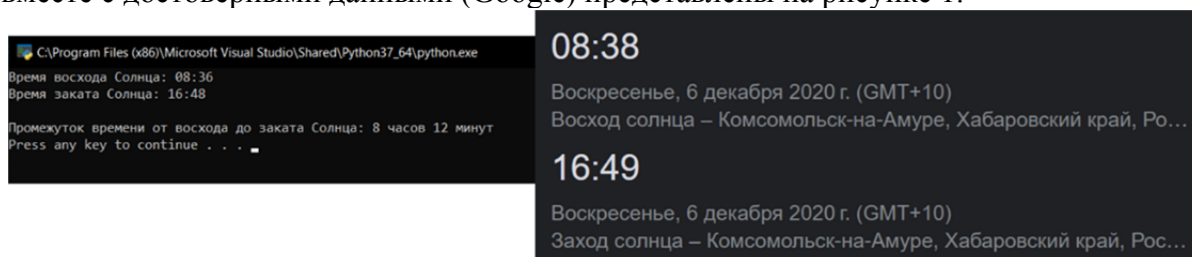 вместе с достоверными данными (Google) представлены на рисунке 1.
C:\Program Files (x86)\Microsoft Visual Studio\Shared\Python37_64\python.exe
Время восхода Солнца: 08:36
Время заката Солнца: 16:48
Промежуток времени от восхода до заката Солнца: 8 часов 12 минут
Press any key to continue . . .
08:38
Воскресенье, 6 декабря 2020 г. (GMT+10)
Восход солнца – Комсомольск-на-Амуре, Хабаровский край, Ро...
16:49
Воскресенье, 6 декабря 2020 г. (GMT+10)
Заход солнца – Комсомольск-на-Амуре, Хабаровский край, Рос...